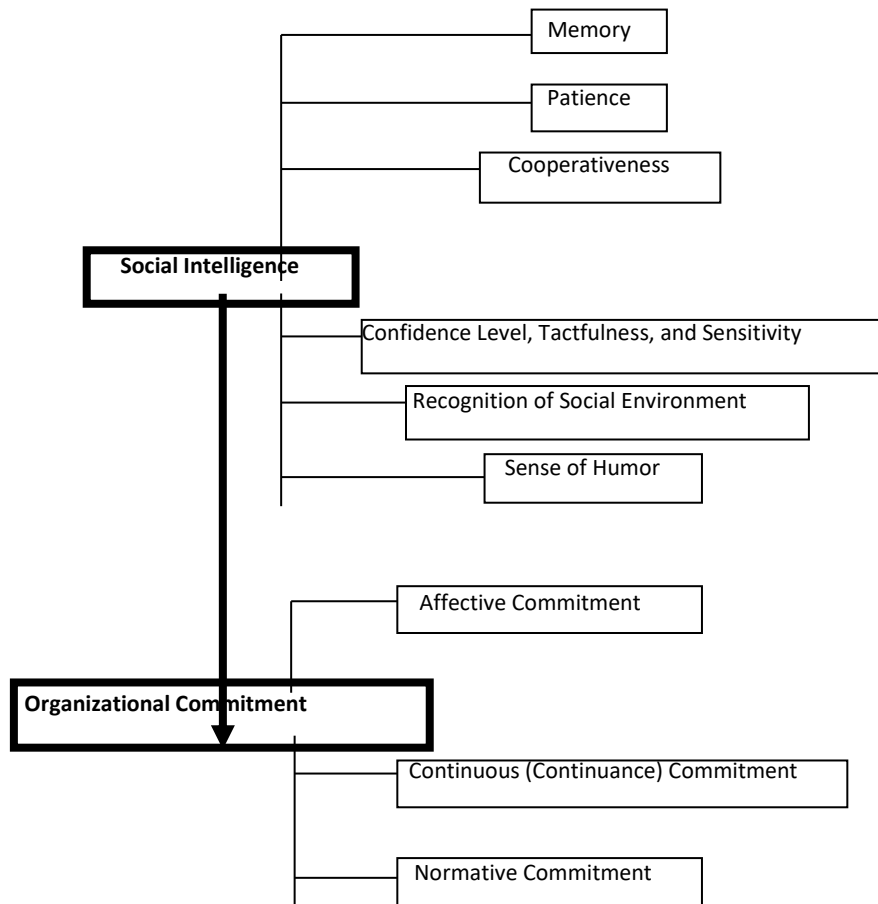 Memory
Patience
Cooperativeness
Social Intelligence
Confidence Level, Tactfulness, and Sensitivity
Recognition of Social Environment
Sense of Humor
Affective Commitment
Organizational Commitment
Continuous (Continuance) Commitment
Normative Commitment